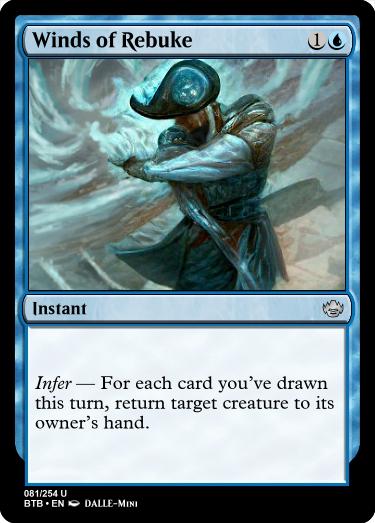 Winds of Rebuke 1
Instant
Infer — For each card you've drawn
this turn, return target creature to its
owner's hand.
081/254 U
BTB • EN DALLE-Mini